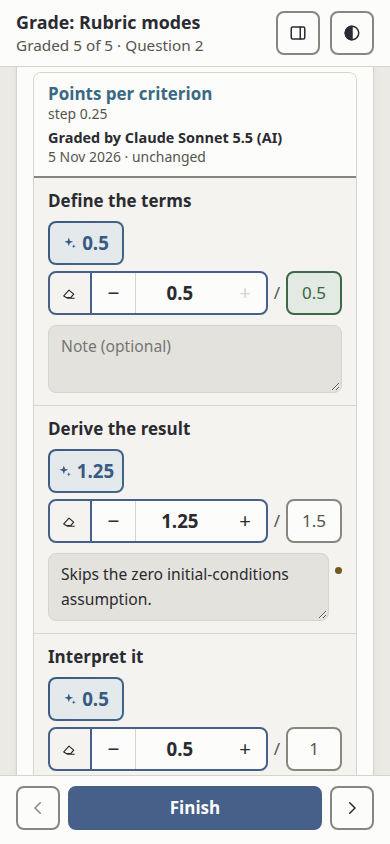 Grade: Rubric modes
Graded 5 of 5 · Question 2
Points per criterion
step 0.25
Graded by Claude Sonnet 5.5 (AI)
5 Nov 2026 · unchanged
Define the terms
0.5
− 0.5 + / 0.5
Note (optional)
Derive the result
1.25
− 1.25 + / 1.5
Skips the zero initial-conditions
assumption.
Interpret it
0.5
− 0.5 + / 1
Finish